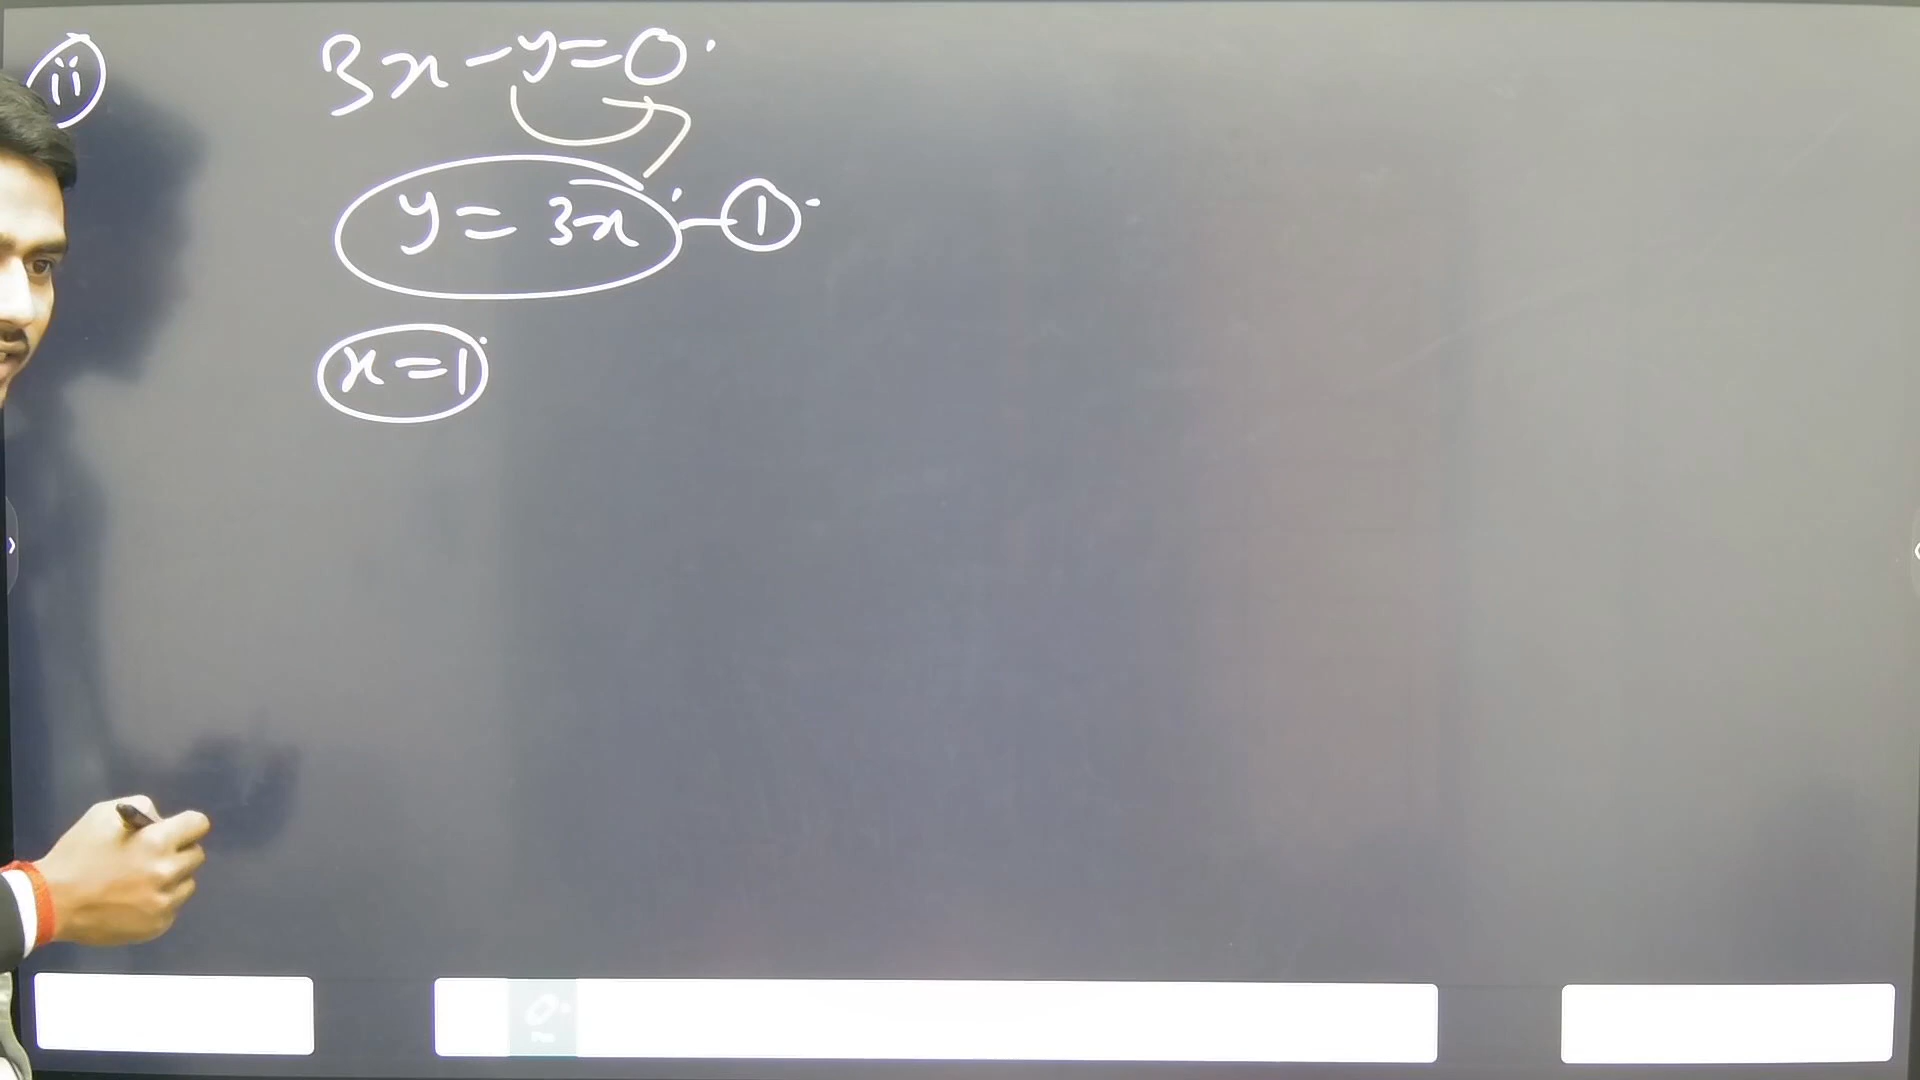 ii 3x - y = 0
y = 3x - 1
x = 1